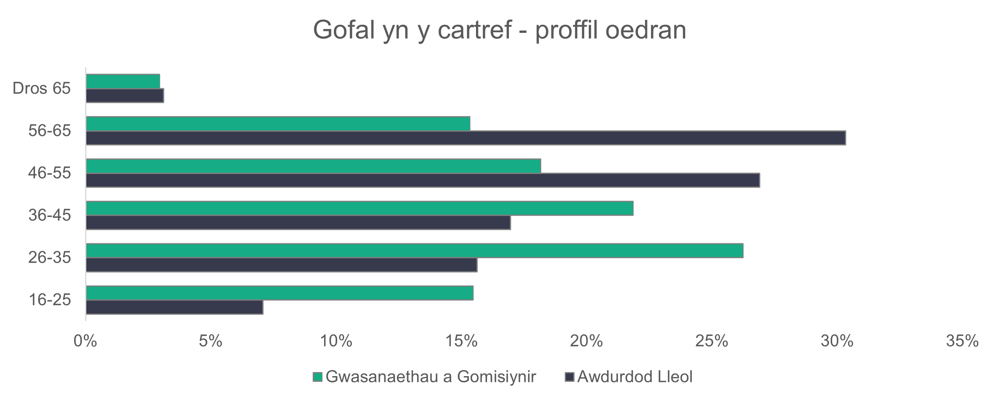 Gofal yn y cartref - proffil oedran
Dros 65
56-65
46-55
36-45
26-35
16-25
0% 5% 10% 15% 20% 25% 30% 35%
Gwasanaethau a Gomisiynir Awdurdod Lleol